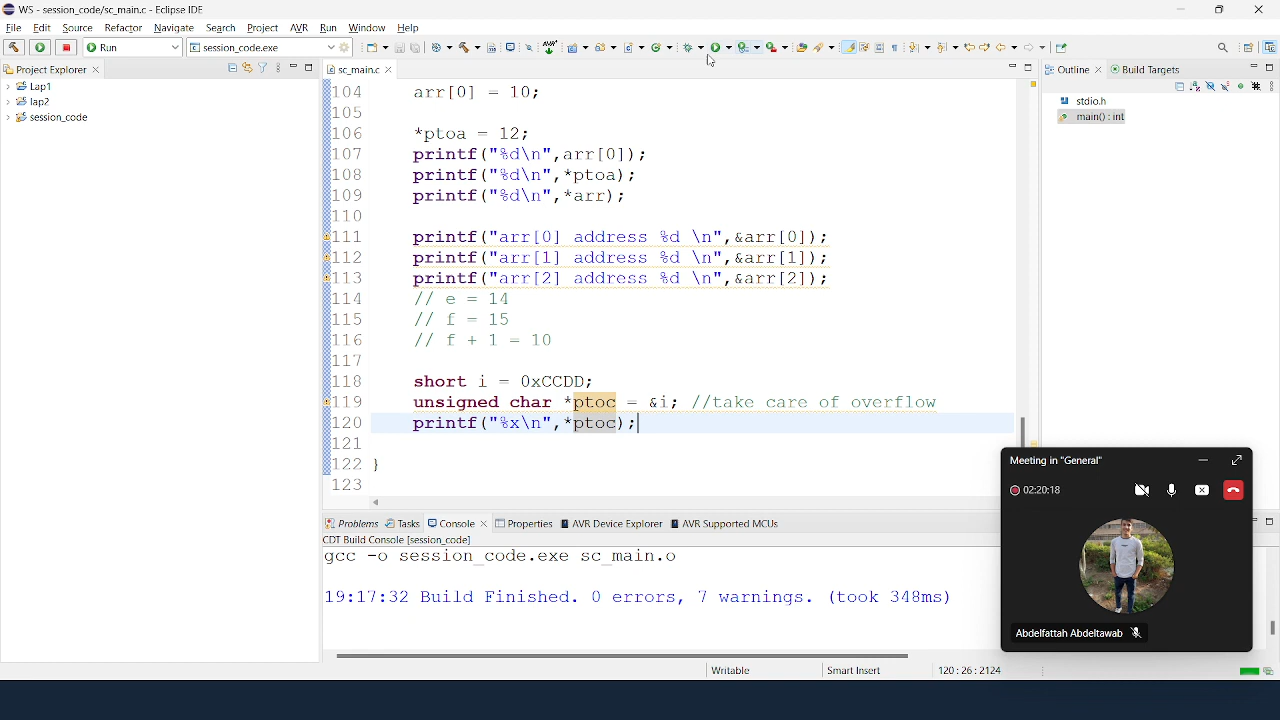 WS - session_code/sc_main.c - Eclipse IDE
File Edit Source Refactor Navigate Search Project AVR Run Window Help
Run
session_code.exe
Project Explorer
Lap1
lap2
session_code
sc_main.c
104 arr[0] = 10;
105
106 *ptoa = 12;
107 printf("%d\n",arr[0]);
108 printf("%d\n",*ptoa);
109 printf("%d\n",*arr);
110
111 printf("arr[0] address %d \n",&arr[0]);
112 printf("arr[1] address %d \n",&arr[1]);
113 printf("arr[2] address %d \n",&arr[2]);
114 // e = 14
115 // f = 15
116 // f + 1 = 10
117
118 short i = 0xCCDD;
119 unsigned char *ptoc = &i; //take care of overflow
120 printf("%x\n",*ptoc);
121
122 }
123
Outline Build Targets
stdio.h
main() : int
Problems Tasks Console Properties AVR Device Explorer AVR Supported MCUs
CDT Build Console [session_code]
gcc -o session_code.exe sc_main.o
19:17:32 Build Finished. 0 errors, 7 warnings. (took 348ms)
Meeting in "General"
02:20:18
Abdelfattah Abdeltawab
Writable Smart Insert 120 : 26 : 2124